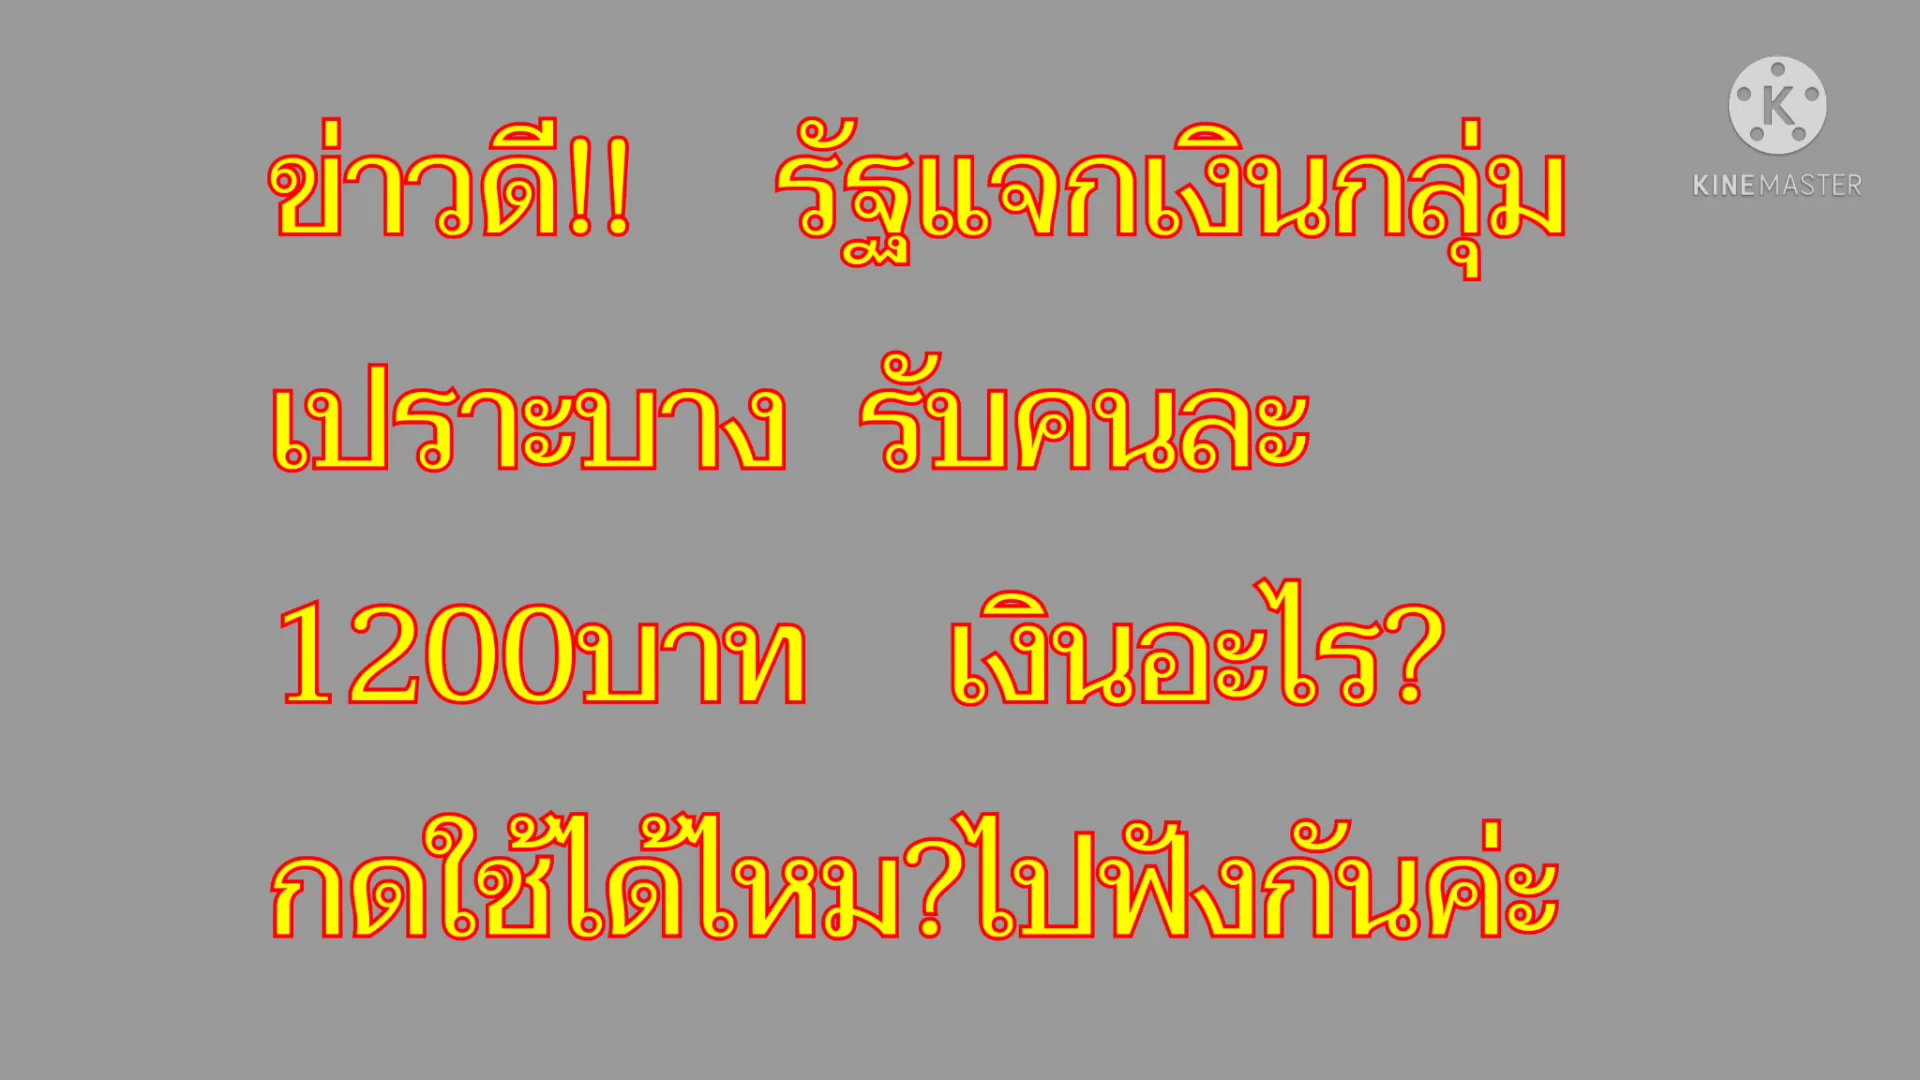 ข่าวดี!! รัฐแจกเงินกลุ่ม
เปราะบาง รับคนละ
1200บาท เงินอะไร?
กดใช้ได้ไหม?ไปฟังกันค่ะ
K
KINEMASTER